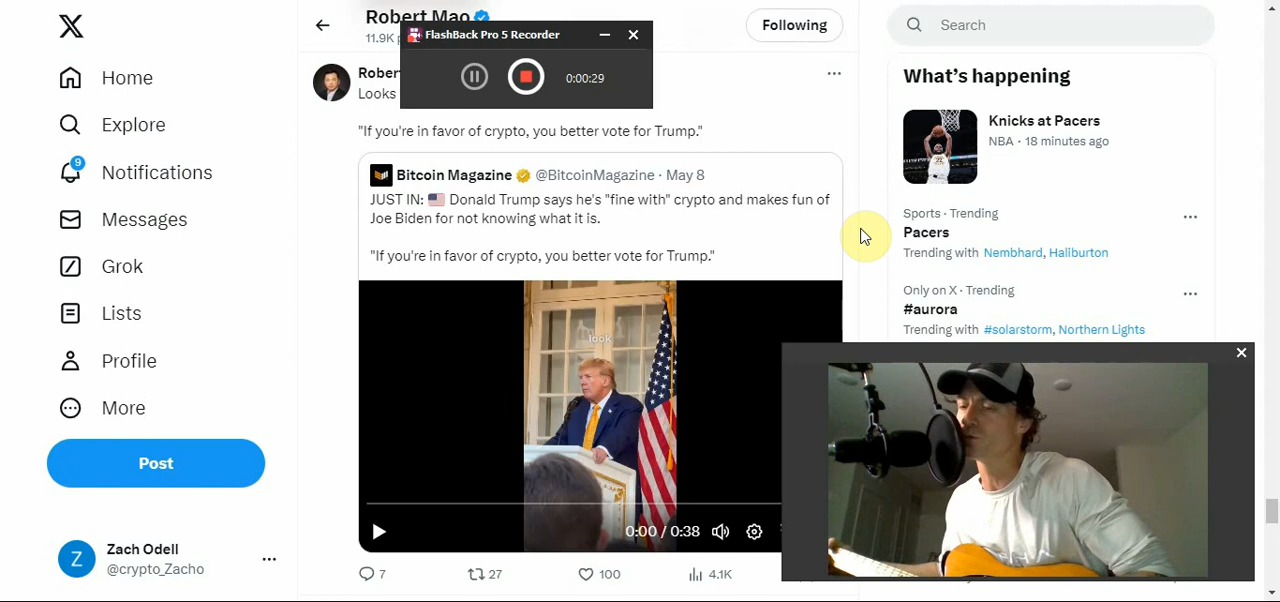 Robert Mao
11.9K
Following
FlashBack Pro 5 Recorder
0:00:29
Looks
"If you're in favor of crypto, you better vote for Trump."
Bitcoin Magazine @BitcoinMagazine · May 8
JUST IN: 🇺🇸 Donald Trump says he's "fine with" crypto and makes fun of
Joe Biden for not knowing what it is.
"If you're in favor of crypto, you better vote for Trump."
look
0:00 / 0:38
7
27
100
4.1K
Home
Explore
9
Notifications
Messages
Grok
Lists
Profile
More
Post
Z
Zach Odell
@crypto_Zacho
Search
What's happening
Knicks at Pacers
NBA · 18 minutes ago
Sports · Trending
Pacers
Trending with Nembhard, Haliburton
Only on X · Trending
#aurora
Trending with #solarstorm, Northern Lights